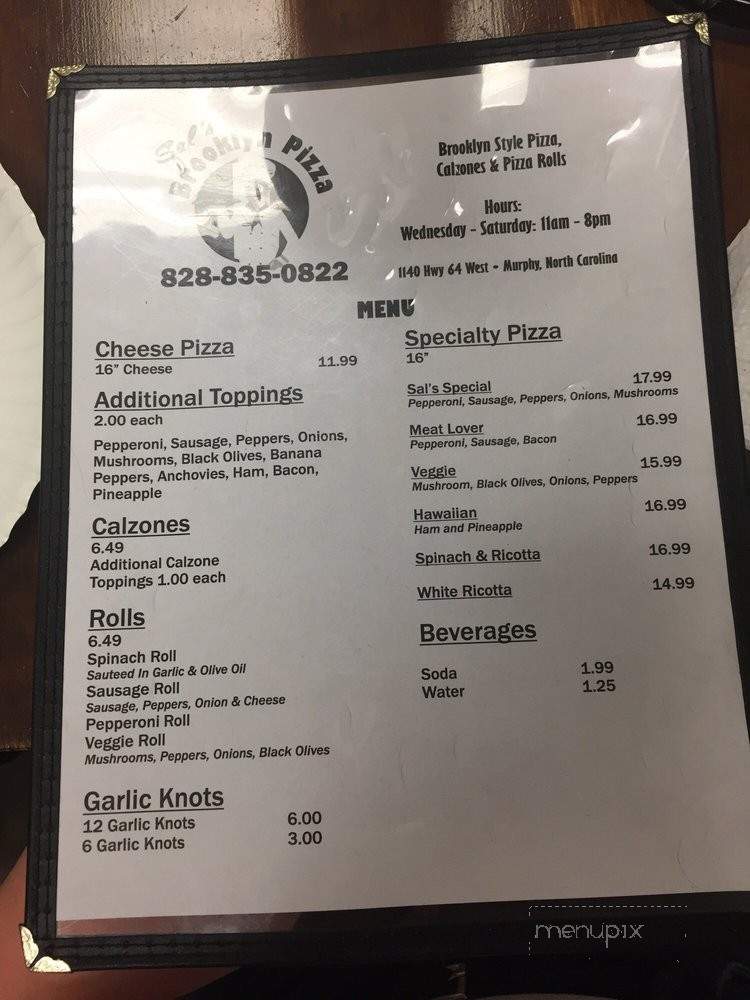 Sal's
Brooklyn Pizza
828-835-0822
Brooklyn Style Pizza,
Calzones & Pizza Rolls
Hours:
Wednesday - Saturday: 11am - 8pm
1140 Hwy 64 West • Murphy, North Carolina
MENU
Cheese Pizza
16” Cheese 11.99
Additional Toppings
2.00 each
Pepperoni, Sausage, Peppers, Onions,
Mushrooms, Black Olives, Banana
Peppers, Anchovies, Ham, Bacon,
Pineapple
Calzones
6.49
Additional Calzone
Toppings 1.00 each
Rolls
6.49
Spinach Roll
Sauteed In Garlic & Olive Oil
Sausage Roll
Sausage, Peppers, Onion & Cheese
Pepperoni Roll
Veggie Roll
Mushrooms, Peppers, Onions, Black Olives
Garlic Knots
12 Garlic Knots 6.00
6 Garlic Knots 3.00
Specialty Pizza
16”
Sal's Special 17.99
Pepperoni, Sausage, Peppers, Onions, Mushrooms
Meat Lover 16.99
Pepperoni, Sausage, Bacon
Veggie 15.99
Mushroom, Black Olives, Onions, Peppers
Hawaiian 16.99
Ham and Pineapple
Spinach & Ricotta 16.99
White Ricotta 14.99
Beverages
Soda 1.99
Water 1.25
menupix